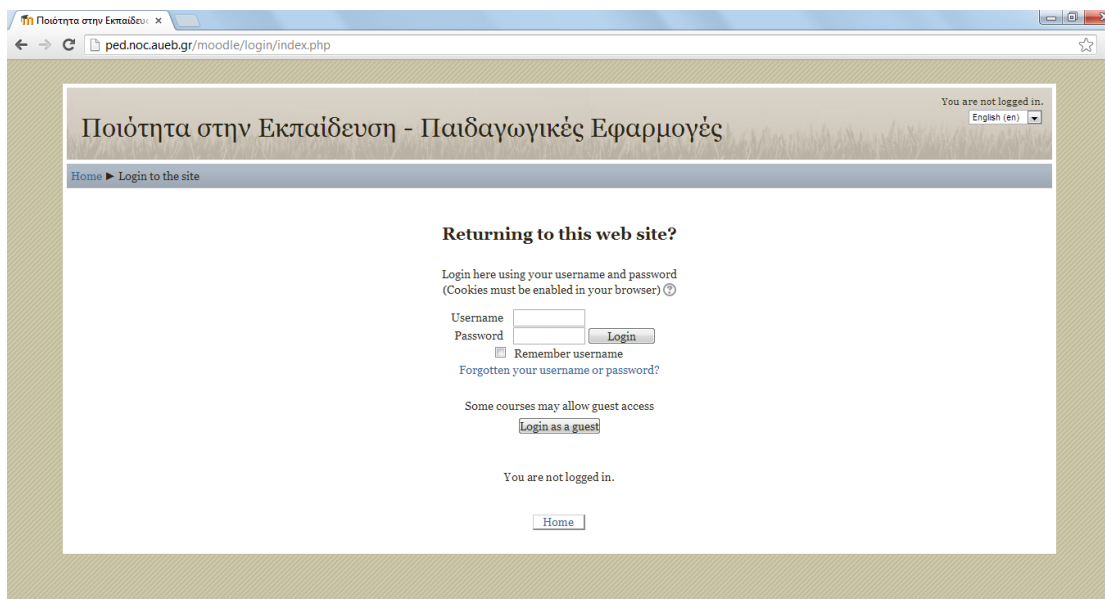 Ποιότητα στην Εκπαίδευς
ped.noc.aueb.gr/moodle/login/index.php
You are not logged in.
English (en)
Ποιότητα στην Εκπαίδευση - Παιδαγωγικές Εφαρμογές
Home ► Login to the site
Returning to this web site?
Login here using your username and password
(Cookies must be enabled in your browser) ?
Username
Password Login
Remember username
Forgotten your username or password?
Some courses may allow guest access
Login as a guest
You are not logged in.
Home